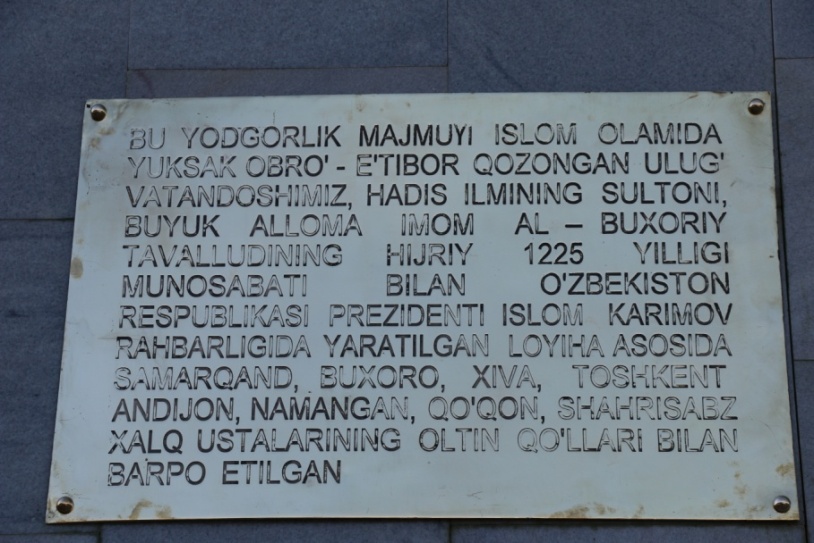 BU YODGORLIK MAJMUYI ISLOM OLAMIDA
YUKSAK OBRO' - E'TIBOR QOZONGAN ULUG'
VATANDOSHIMIZ, HADIS ILMINING SULTONI,
BUYUK ALLOMA IMOM AL – BUXORIY
TAVALLUDINING HIJRIY 1225 YILLIGI
MUNOSABATI BILAN O'ZBEKISTON
RESPUBLIKASI PREZIDENTI ISLOM KARIMOV
RAHBARLIGIDA YARATILGAN LOYIHA ASOSIDA
SAMARQAND, BUXORO, XIVA, TOSHKENT
ANDIJON, NAMANGAN, QO'QON, SHAHRISABZ
XALQ USTALARINING OLTIN QO'LLARI BILAN
BARPO ETILGAN